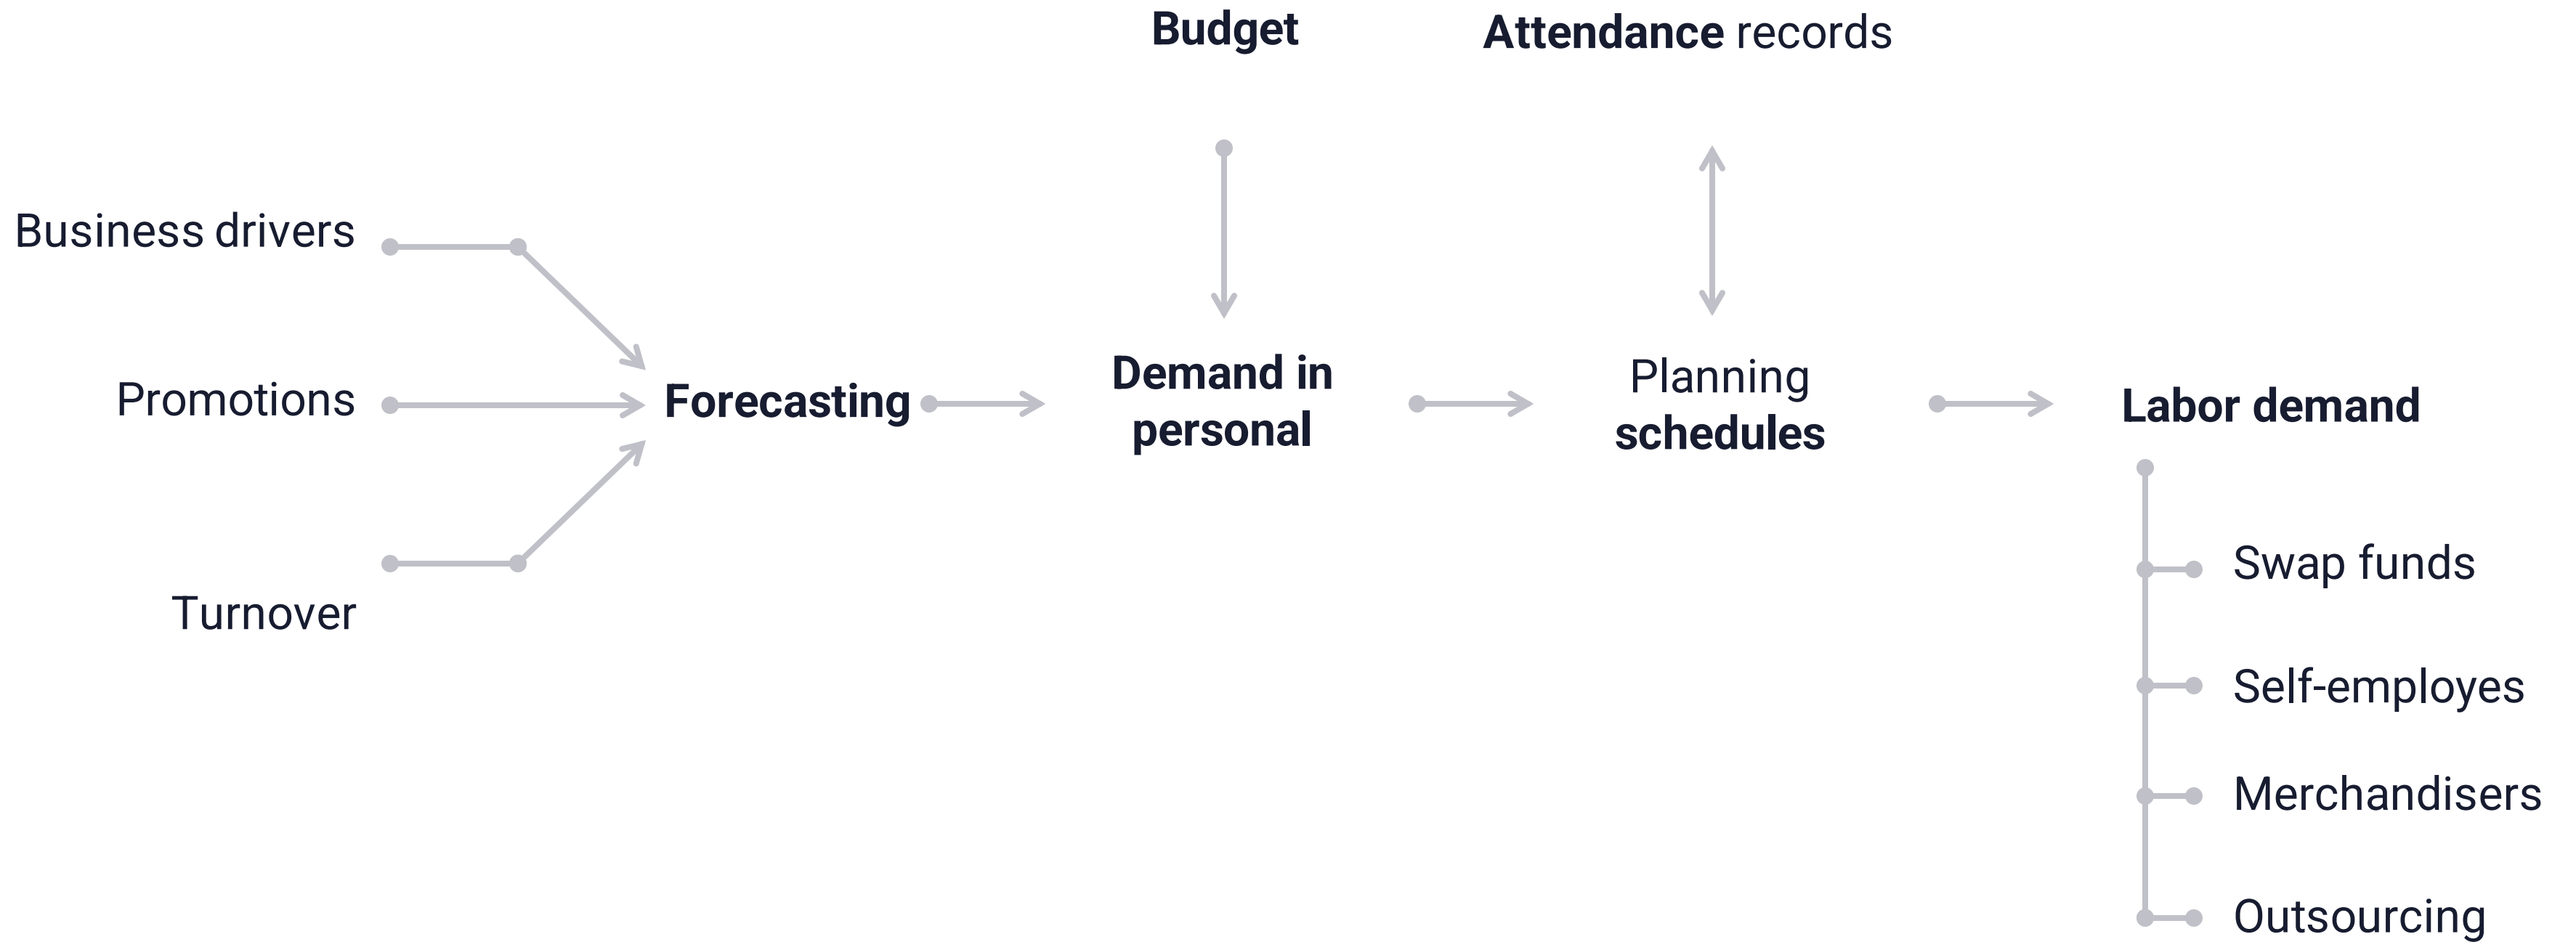 Budget
Attendance records
Business drivers
Promotions
Turnover
Forecasting
Demand in
personal
Planning
schedules
Labor demand
Swap funds
Self-employes
Merchandisers
Outsourcing